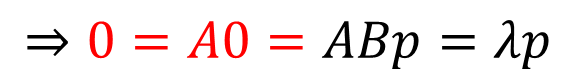 ⇒ 0 = A0 = ABp = λp